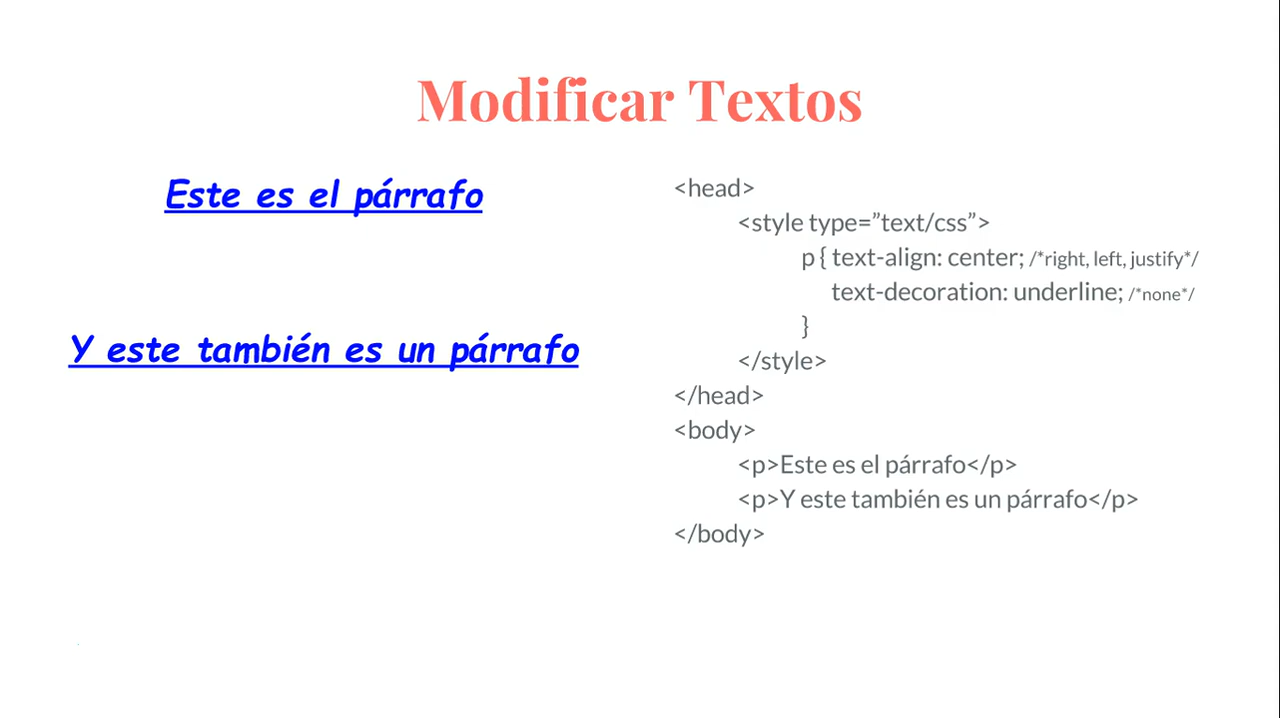 Modificar Textos
Este es el párrafo
Y este también es un párrafo
<head>
<style type=”text/css”>
p { text-align: center; /*right, left, justify*/
text-decoration: underline; /*none*/
}
</style>
</head>
<body>
<p>Este es el párrafo</p>
<p>Y este también es un párrafo</p>
</body>